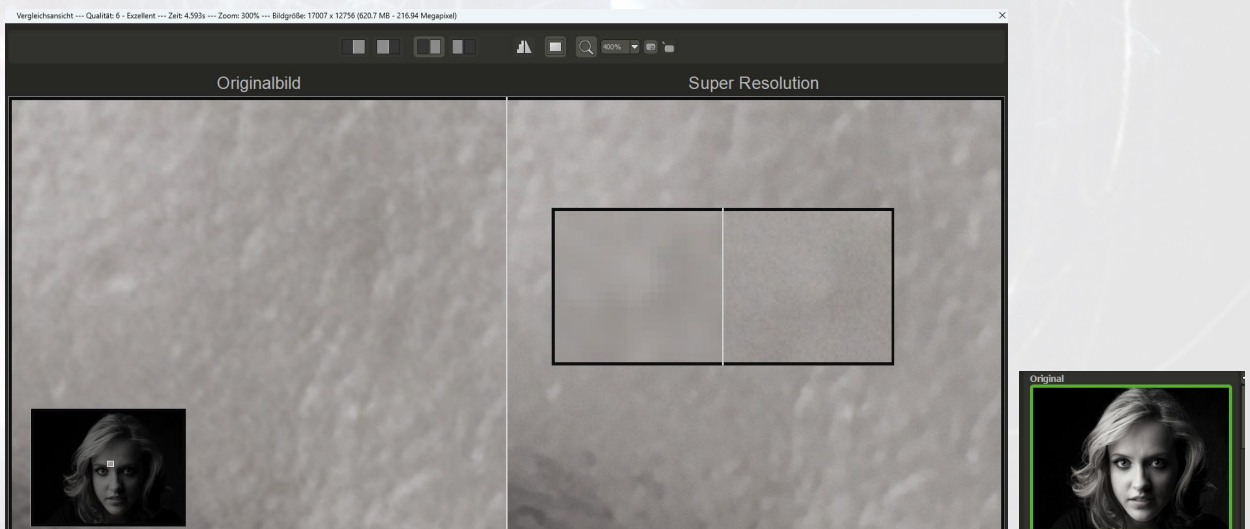 Vergleichsansicht --- Qualität: 6 - Exzellent --- Zeit: 4.593s --- Zoom: 300% --- Bildgröße: 17007 x 12756 (620.7 MB - 216.94 Megapixel)
400%
Originalbild
Super Resolution
Original